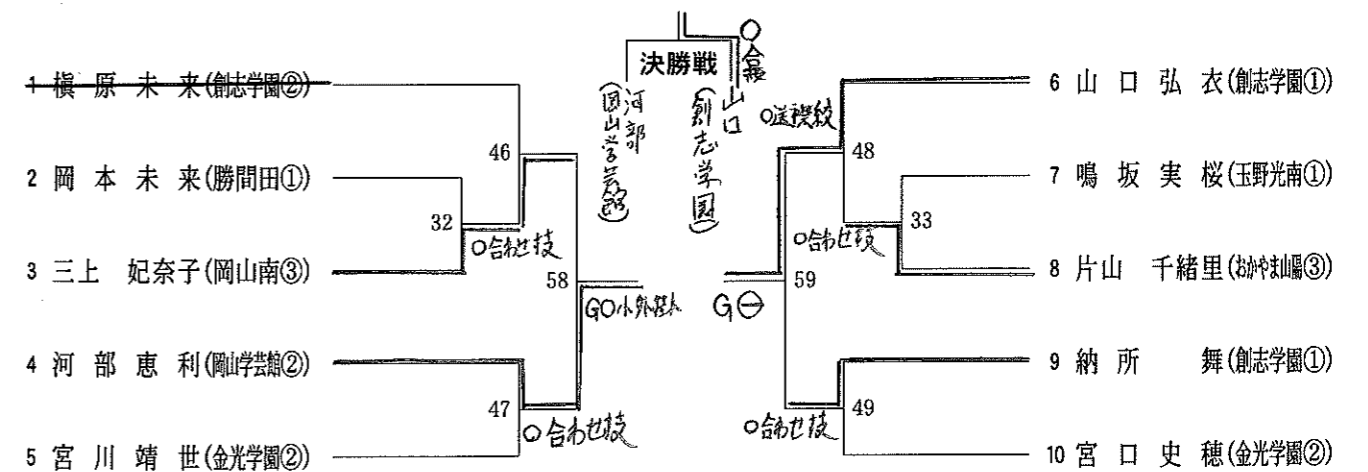 決勝戦
○合技
河部
(岡山学芸館)
山口
(創志学園)
1 槇原未来(創志学園②)
2 岡本未来(勝間田①)
3 三上 妃奈子(岡山南③)
4 河部恵利(岡山学芸館②)
5 宮川靖世(金光学園②)
46
32
○合わせ技
58
GO小外掛け
47
○合わせ技
6 山口弘衣(創志学園①)
7 鳴坂実桜(玉野光南①)
8 片山 千緒里(おかやま山陽③)
9 納所 舞(創志学園①)
10 宮口史穂(金光学園②)
○送襟絞
48
33
○合わせ技
59
G㊀
49
○合わせ技